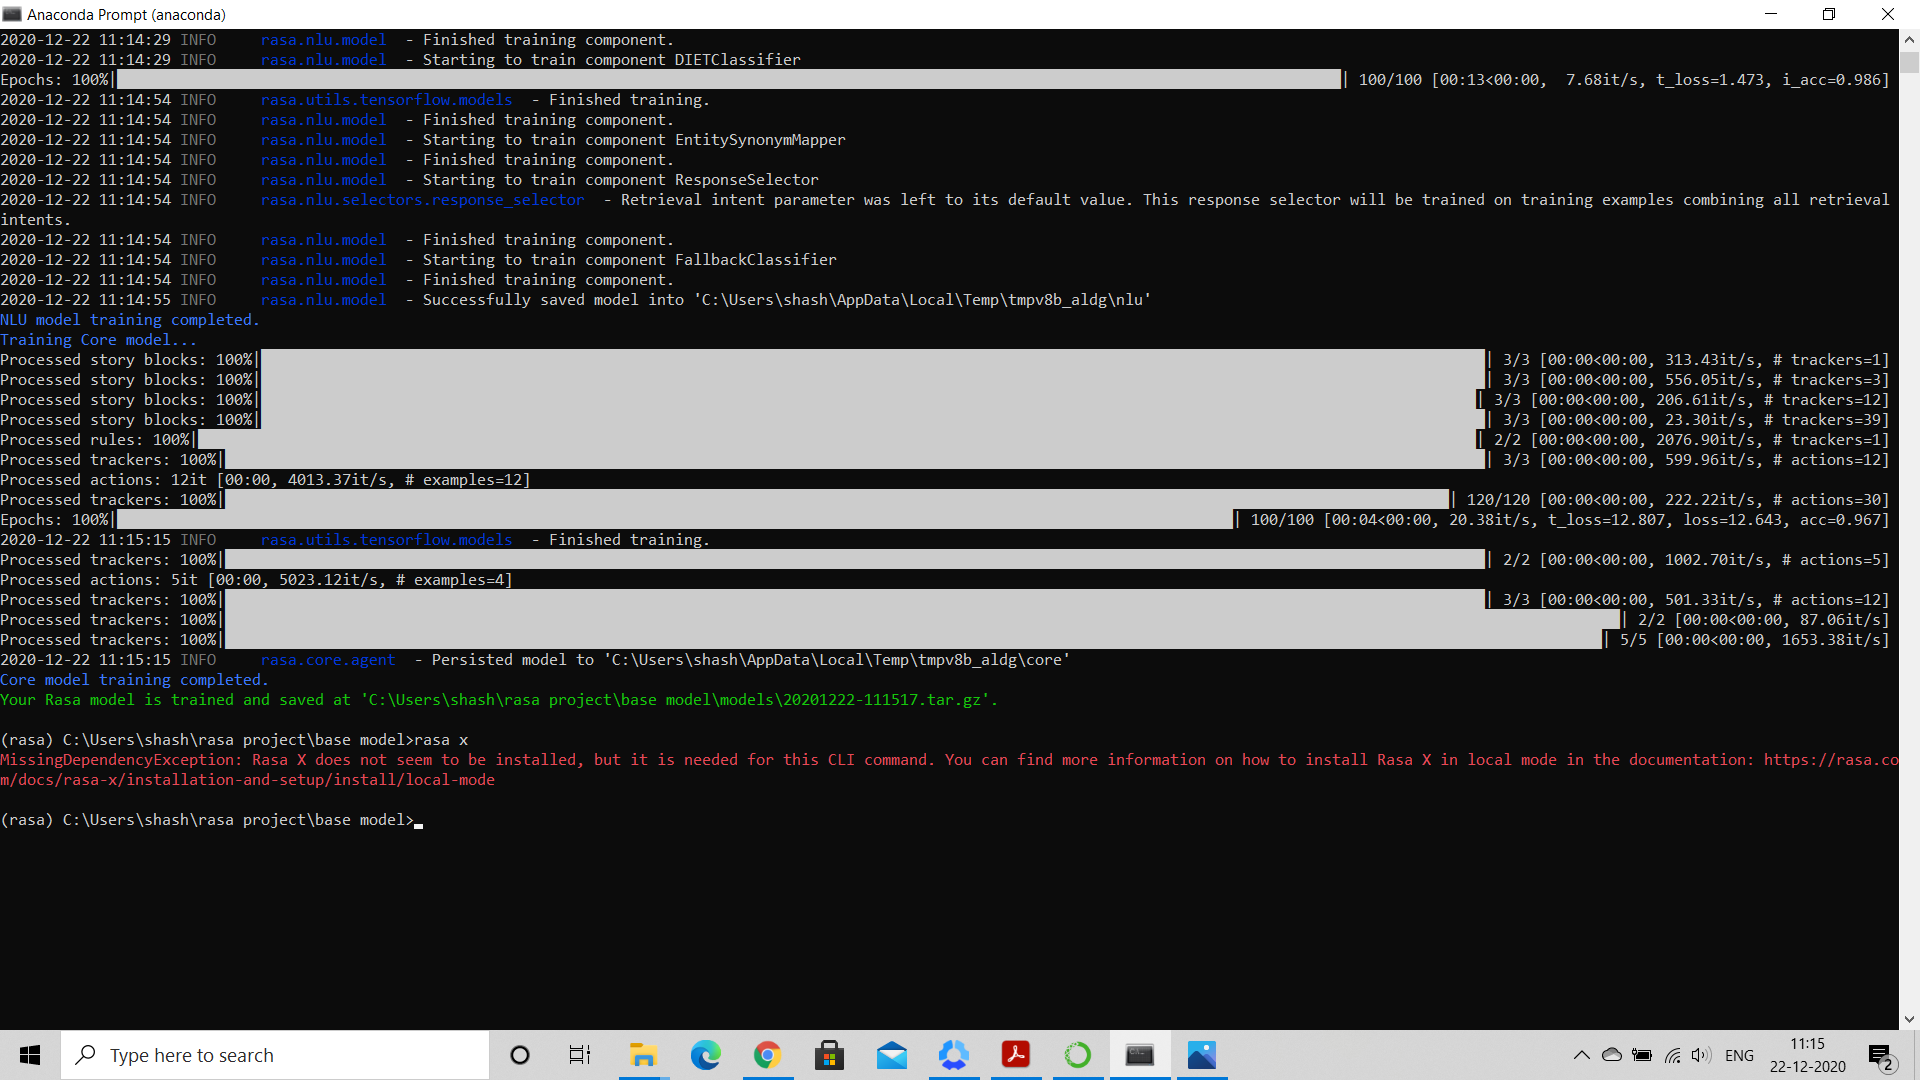 Anaconda Prompt (anaconda)
2020-12-22 11:14:29 INFO     rasa.nlu.model  - Finished training component.
2020-12-22 11:14:29 INFO     rasa.nlu.model  - Starting to train component DIETClassifier
Epochs: 100%| | 100/100 [00:13<00:00,  7.68it/s, t_loss=1.473, i_acc=0.986]
2020-12-22 11:14:54 INFO     rasa.utils.tensorflow.models  - Finished training.
2020-12-22 11:14:54 INFO     rasa.nlu.model  - Finished training component.
2020-12-22 11:14:54 INFO     rasa.nlu.model  - Starting to train component EntitySynonymMapper
2020-12-22 11:14:54 INFO     rasa.nlu.model  - Finished training component.
2020-12-22 11:14:54 INFO     rasa.nlu.model  - Starting to train component ResponseSelector
2020-12-22 11:14:54 INFO     rasa.nlu.selectors.response_selector  - Retrieval intent parameter was left to its default value. This response selector will be trained on training examples combining all retrieval
intents.
2020-12-22 11:14:54 INFO     rasa.nlu.model  - Finished training component.
2020-12-22 11:14:54 INFO     rasa.nlu.model  - Starting to train component FallbackClassifier
2020-12-22 11:14:54 INFO     rasa.nlu.model  - Finished training component.
2020-12-22 11:14:55 INFO     rasa.nlu.model  - Successfully saved model into 'C:\Users\shash\AppData\Local\Temp\tmpv8b_aldg\nlu'
NLU model training completed.
Training Core model...
Processed story blocks: 100%| | 3/3 [00:00<00:00, 313.43it/s, # trackers=1]
Processed story blocks: 100%| | 3/3 [00:00<00:00, 556.05it/s, # trackers=3]
Processed story blocks: 100%| | 3/3 [00:00<00:00, 206.61it/s, # trackers=12]
Processed story blocks: 100%| | 3/3 [00:00<00:00, 23.30it/s, # trackers=39]
Processed rules: 100%| | 2/2 [00:00<00:00, 2076.90it/s, # trackers=1]
Processed trackers: 100%| | 3/3 [00:00<00:00, 599.96it/s, # actions=12]
Processed actions: 12it [00:00, 4013.37it/s, # examples=12]
Processed trackers: 100%| | 120/120 [00:00<00:00, 222.22it/s, # actions=30]
Epochs: 100%| | 100/100 [00:04<00:00, 20.38it/s, t_loss=12.807, loss=12.643, acc=0.967]
2020-12-22 11:15:15 INFO     rasa.utils.tensorflow.models  - Finished training.
Processed trackers: 100%| | 2/2 [00:00<00:00, 1002.70it/s, # actions=5]
Processed actions: 5it [00:00, 5023.12it/s, # examples=4]
Processed trackers: 100%| | 3/3 [00:00<00:00, 501.33it/s, # actions=12]
Processed trackers: 100%| | 2/2 [00:00<00:00, 87.06it/s]
Processed trackers: 100%| | 5/5 [00:00<00:00, 1653.38it/s]
2020-12-22 11:15:15 INFO     rasa.core.agent  - Persisted model to 'C:\Users\shash\AppData\Local\Temp\tmpv8b_aldg\core'
Core model training completed.
Your Rasa model is trained and saved at 'C:\Users\shash\rasa project\base model\models\20201222-111517.tar.gz'.
(rasa) C:\Users\shash\rasa project\base model>rasa x
MissingDependencyException: Rasa X does not seem to be installed, but it is needed for this CLI command. You can find more information on how to install Rasa X in local mode in the documentation: https://rasa.co
m/docs/rasa-x/installation-and-setup/install/local-mode
(rasa) C:\Users\shash\rasa project\base model>
Type here to search
ENG
11:15
22-12-2020
2